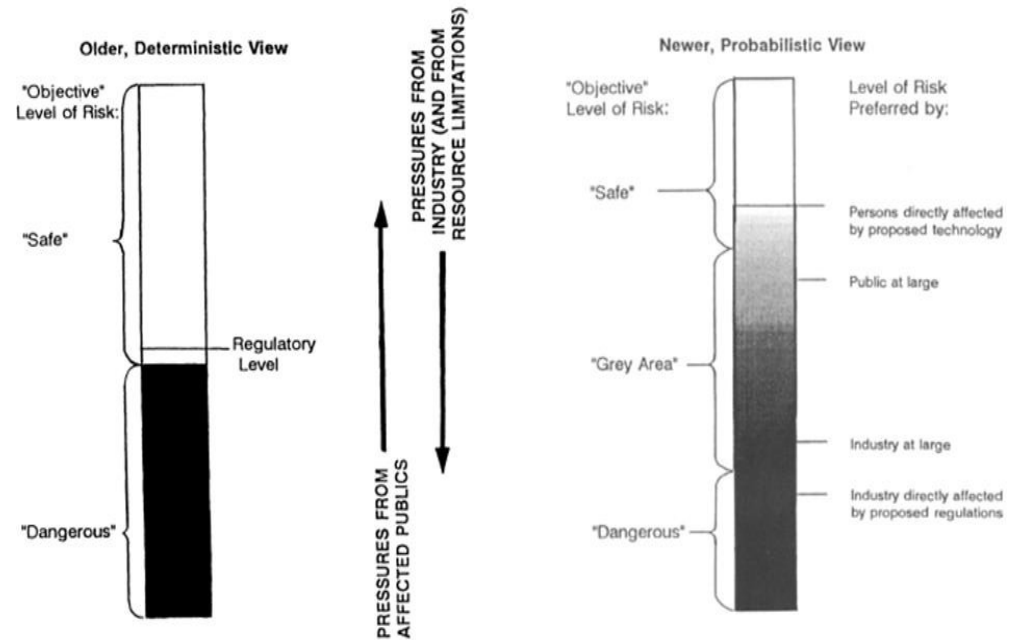 Older, Deterministic View
"Objective"
Level of Risk:
"Safe"
Regulatory
Level
"Dangerous"
PRESSURES FROM
INDUSTRY (AND FROM
RESOURCE LIMITATIONS)
PRESSURES FROM
AFFECTED PUBLICS
Newer, Probabilistic View
"Objective"
Level of Risk:
Level of Risk
Preferred by:
"Safe"
Persons directly affected
by proposed technology
Public at large
"Grey Area"
Industry at large
Industry directly affected
by proposed regulations
"Dangerous"